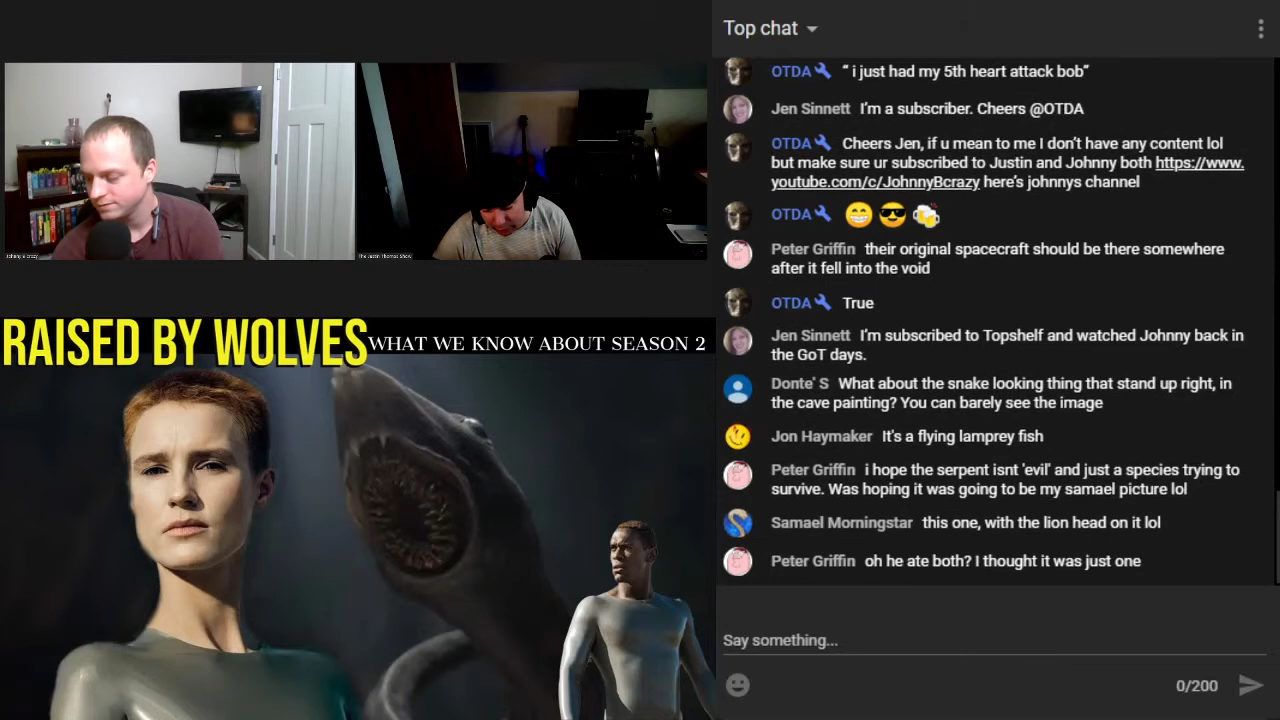 Top chat
OTDA “ i just had my 5th heart attack bob”
Jen Sinnett I’m a subscriber. Cheers @OTDA
OTDA Cheers Jen, if u mean to me I don’t have any content lol
but make sure ur subscribed to Justin and Johnny both https://www.
youtube.com/c/JohnnyBcrazy here’s johnnys channel
OTDA
Peter Griffin their original spacecraft should be there somewhere
after it fell into the void
OTDA True
Jen Sinnett I’m subscribed to Topshelf and watched Johnny back in
the GoT days.
Donte' S What about the snake looking thing that stand up right, in
the cave painting? You can barely see the image
Jon Haymaker It's a flying lamprey fish
Peter Griffin i hope the serpent isnt 'evil' and just a species trying to
survive. Was hoping it was going to be my samael picture lol
Samael Morningstar this one, with the lion head on it lol
Peter Griffin oh he ate both? I thought it was just one
Say something...
0/200
The Justin Thomas Show
RAISED BY WOLVES
WHAT WE KNOW ABOUT SEASON 2